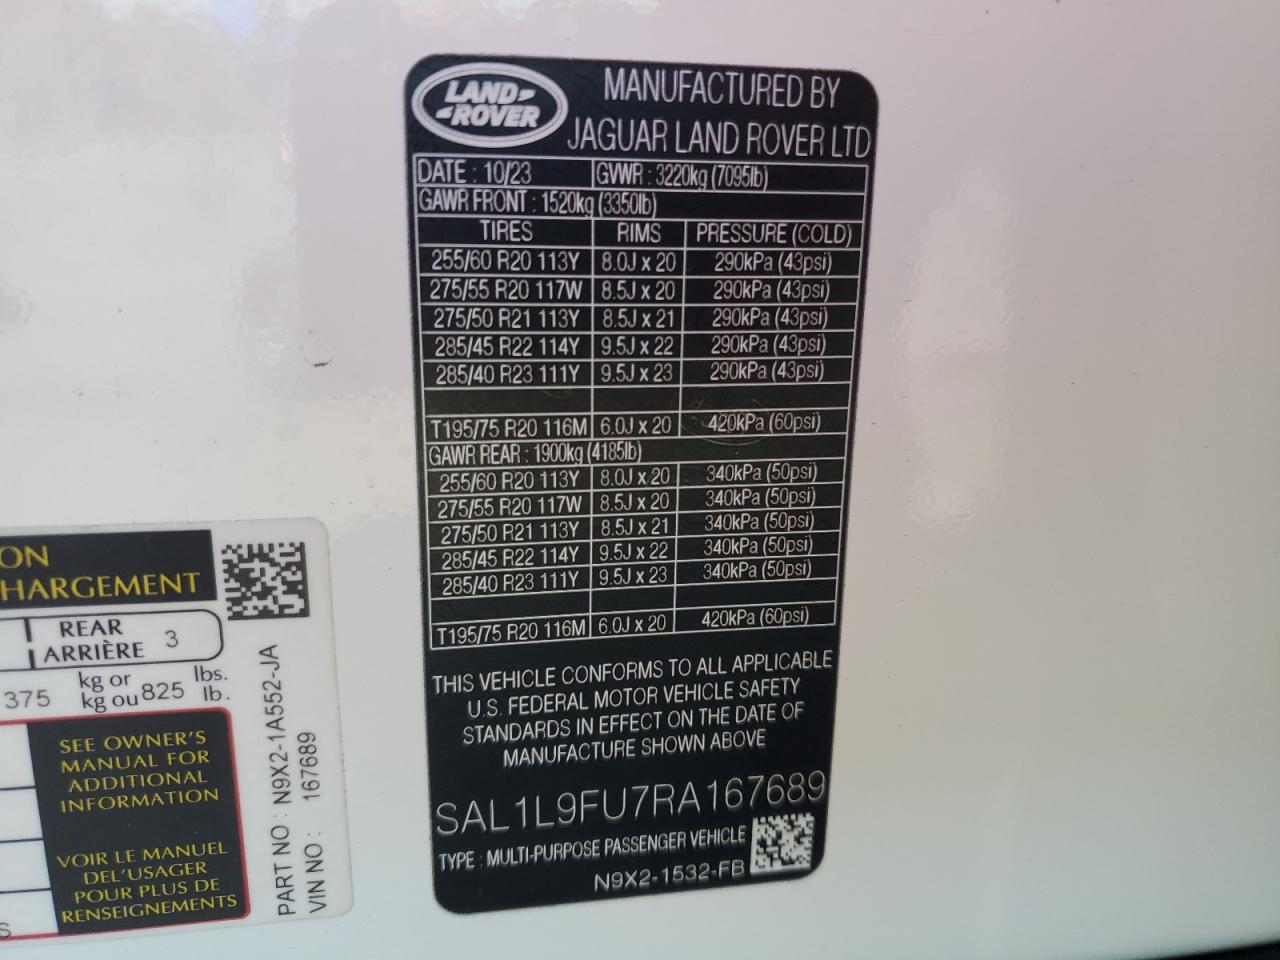 LAND-
-ROVER
MANUFACTURED BY
JAGUAR LAND ROVER LTD
DATE : 10/23 GVWR : 3220kg (7095lb)
GAWR FRONT : 1520kg (3350lb)
TIRES RIMS PRESSURE (COLD)
255/60 R20 113Y 8.0J x 20 290kPa (43psi)
275/55 R20 117W 8.5J x 20 290kPa (43psi)
275/50 R21 113Y 8.5J x 21 290kPa (43psi)
285/45 R22 114Y 9.5J x 22 290kPa (43psi)
285/40 R23 111Y 9.5J x 23 290kPa (43psi)
T195/75 R20 116M 6.0J x 20 420kPa (60psi)
GAWR REAR : 1900kg (4185lb)
255/60 R20 113Y 8.0J x 20 340kPa (50psi)
275/55 R20 117W 8.5J x 20 340kPa (50psi)
275/50 R21 113Y 8.5J x 21 340kPa (50psi)
285/45 R22 114Y 9.5J x 22 340kPa (50psi)
285/40 R23 111Y 9.5J x 23 340kPa (50psi)
T195/75 R20 116M 6.0J x 20 420kPa (60psi)
THIS VEHICLE CONFORMS TO ALL APPLICABLE
U.S. FEDERAL MOTOR VEHICLE SAFETY
STANDARDS IN EFFECT ON THE DATE OF
MANUFACTURE SHOWN ABOVE
SAL1L9FU7RA167689
TYPE : MULTI-PURPOSE PASSENGER VEHICLE
N9X2-1532-FB
ON
HARGEMENT
REAR
ARRIÈRE 3
375 kg or 825 lbs.
kg ou lb.
SEE OWNER'S
MANUAL FOR
ADDITIONAL
INFORMATION
VOIR LE MANUEL
DEL'USAGER
POUR PLUS DE
RENSEIGNEMENTS
S
PART NO : N9X2-1A552-JA
VIN NO : 167689